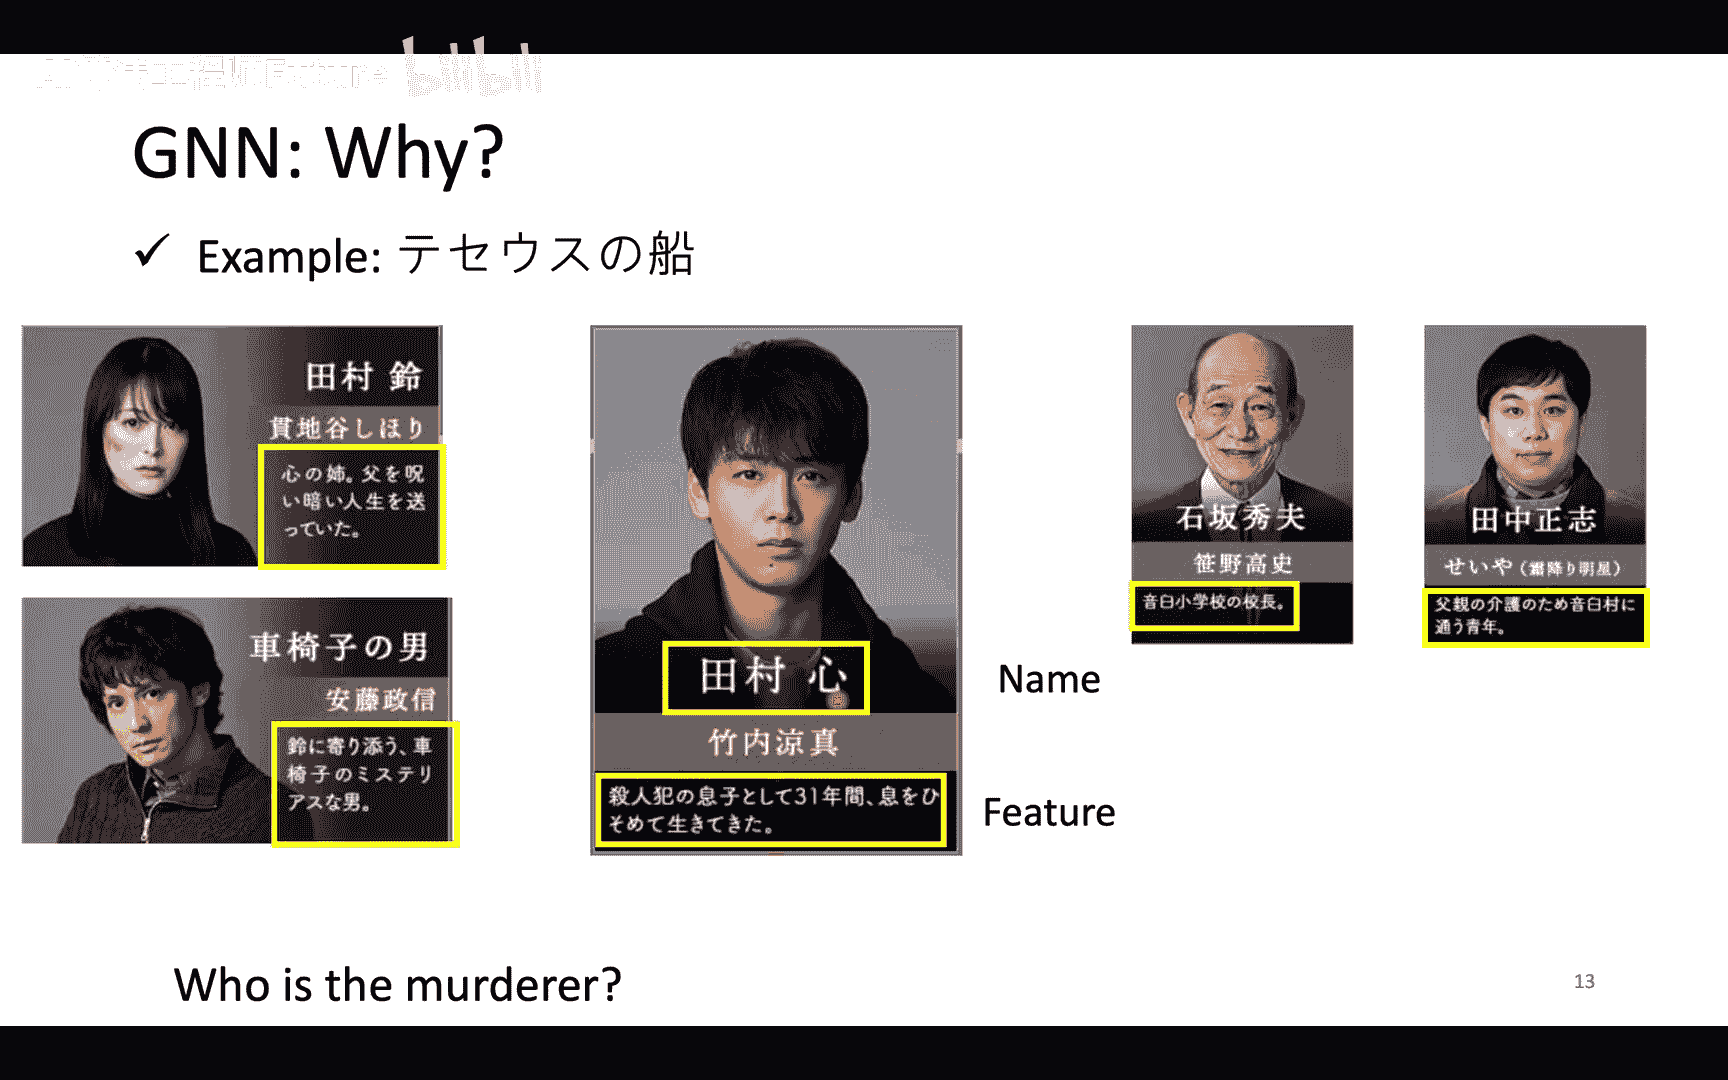 bilibili
GNN: Why?
✓ Example: テセウスの船
田村 鈴
貫地谷しほり
心の姉。父を呪
い暗い人生を送
っていた。
車椅子の男
安藤政信
鈴に寄り添う、車
椅子のミステリ
アスな男。
田村 心
竹内涼真
殺人犯の息子として31年間、息をひ
そめて生きてきた。
Name
Feature
石坂秀夫
笹野高史
音臼小学校の校長。
田中正志
せいや（霜降り明星）
父親の介護のため音臼村に
通う青年。
Who is the murderer?
13